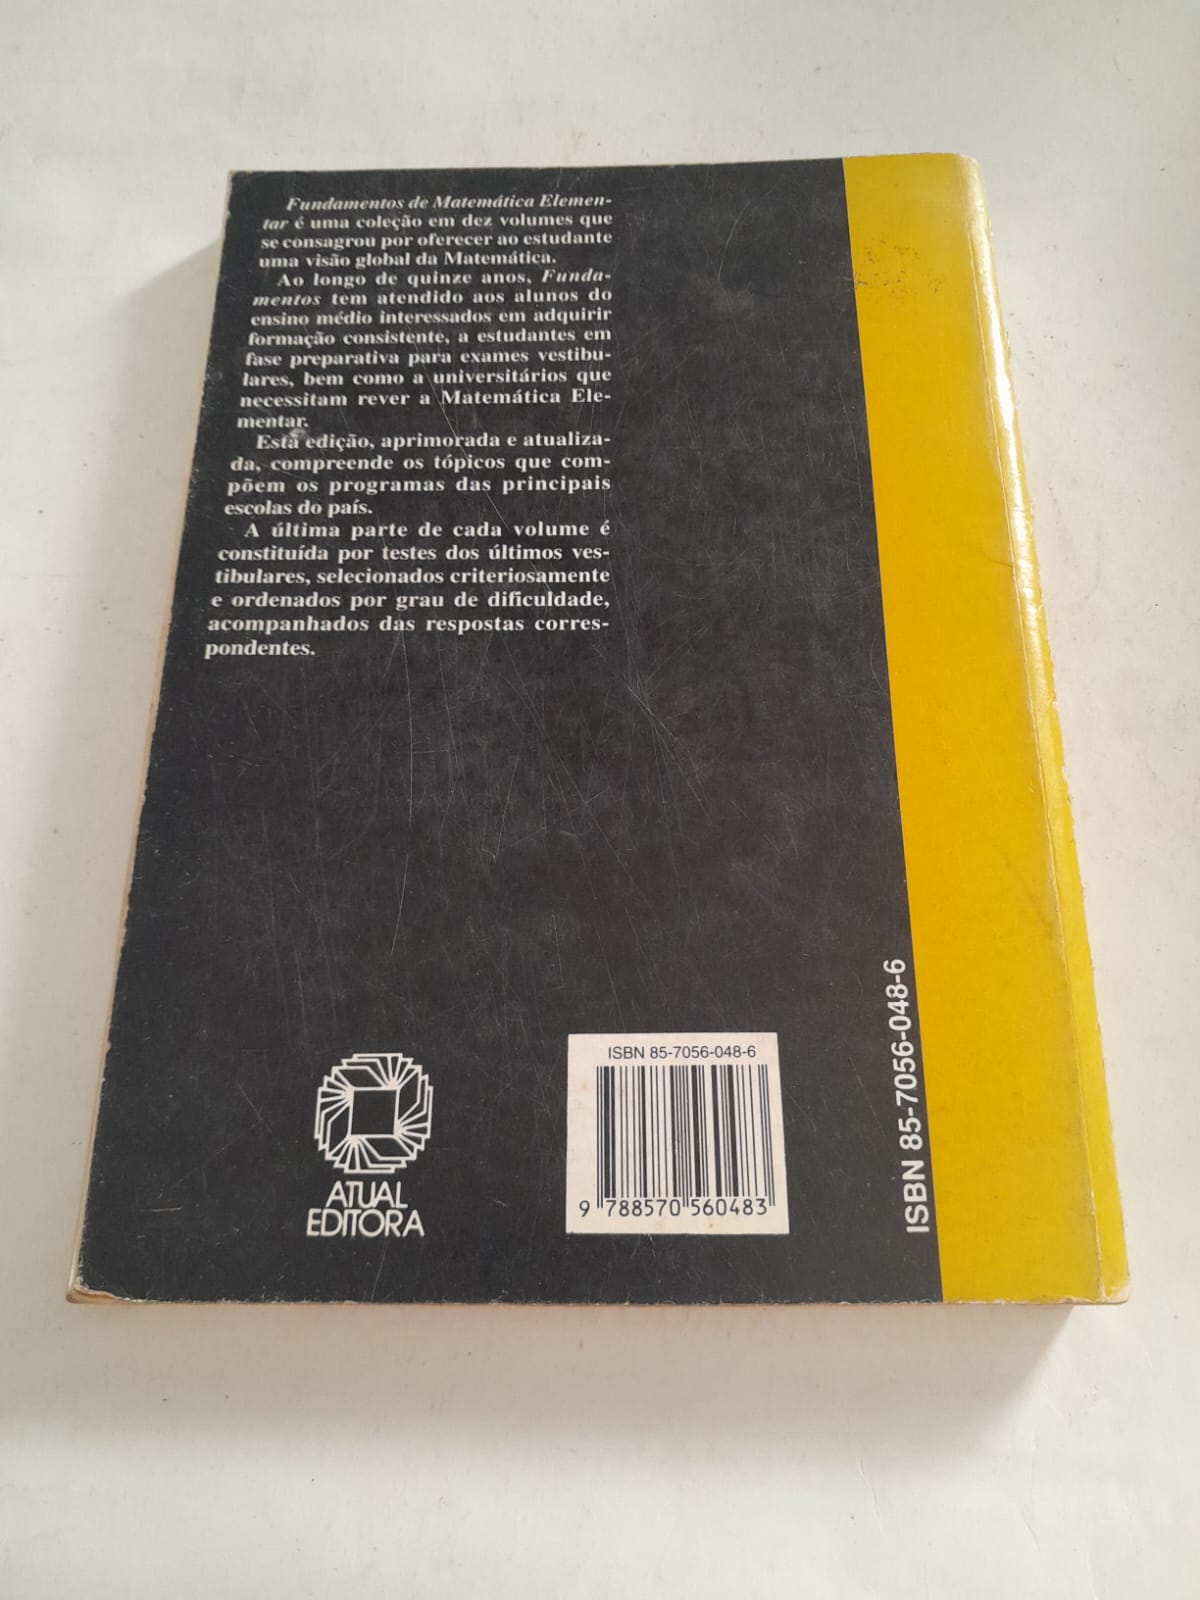 Fundamentos de Matemática Elemen-
tar é uma coleção em dez volumes que
se consagrou por oferecer ao estudante
uma visão global da Matemática.
Ao longo de quinze anos, Funda-
mentos tem atendido aos alunos do
ensino médio interessados em adquirir
formação consistente, a estudantes em
fase preparativa para exames vestibu-
lares, bem como a universitários que
necessitam rever a Matemática Ele-
mentar.
Esta edição, aprimorada e atualiza-
da, compreende os tópicos que com-
põem os programas das principais
escolas do país.
A última parte de cada volume é
constituída por testes dos últimos ves-
tibulares, selecionados criteriosamente
e ordenados por grau de dificuldade,
acompanhados das respostas corres-
pondentes.
ATUAL
EDITORA
ISBN 85-7056-048-6
9 788570 560483
ISBN 85-7056-048-6